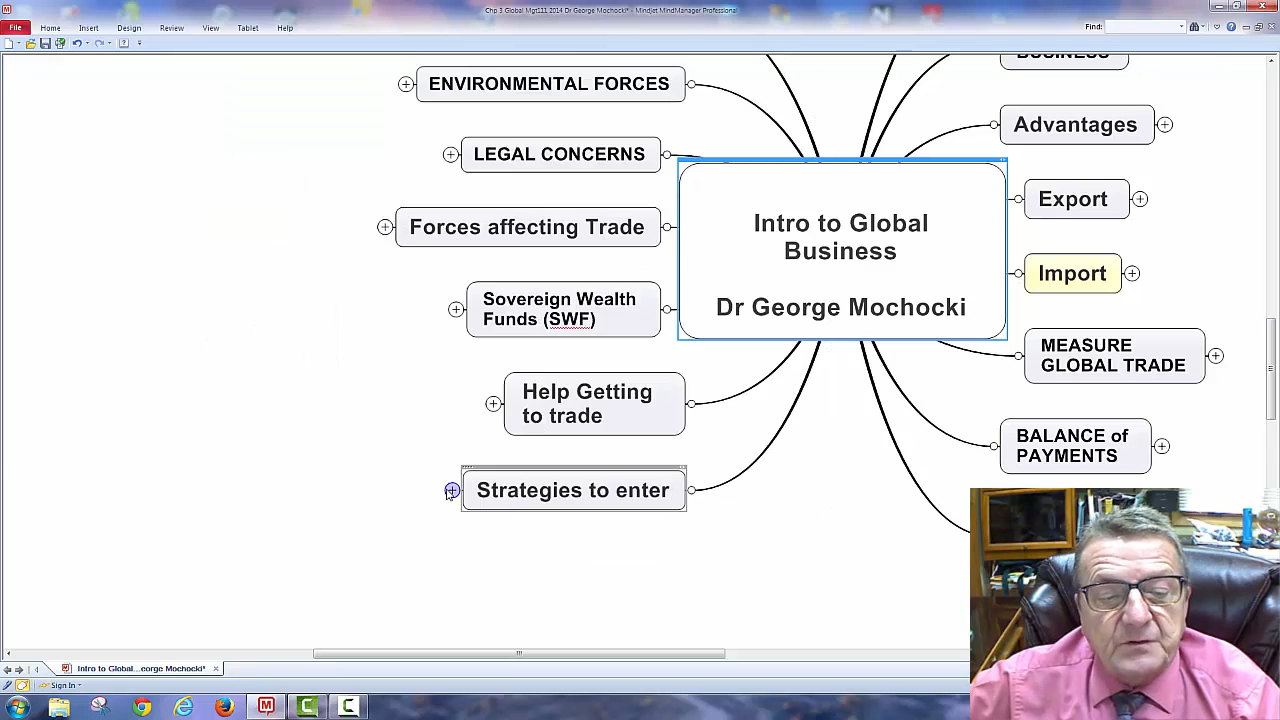 Chp 3 Global Mgt111 2014 Dr George Mochocki* - Mindjet MindManager Professional
File Home Insert Design Review View Tablet Help Find:
ENVIRONMENTAL FORCES
LEGAL CONCERNS
Forces affecting Trade
Sovereign Wealth
Funds (SWF)
Help Getting
to trade
Strategies to enter
Intro to Global
Business
Dr George Mochocki
BUSINESS
Advantages
Export
Import
MEASURE
GLOBAL TRADE
BALANCE of
PAYMENTS
Intro to Global...eorge Mochocki*
Sign In